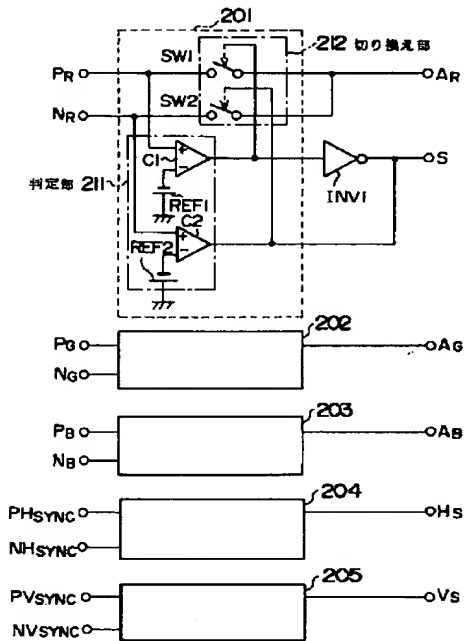 201
212 切り換え部
SW1
PR
AR
SW2
NR
C1
S
判定部 211
INV1
REF1
C2
REF2
202
PG
AG
NG
203
PB
AB
NB
204
PHSYNC
HS
NHSYNC
205
PVSYNC
VS
NVSYNC